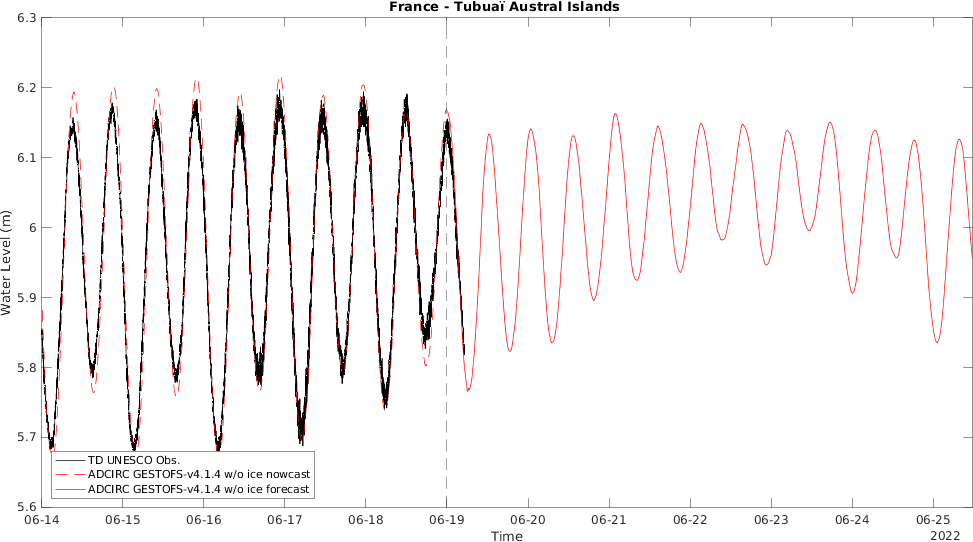 France - Tubuaï Austral Islands
6.3
6.2
6.1
6
5.9
5.8
5.7
5.6
Water Level (m)
TD UNESCO Obs.
ADCIRC GESTOFS-v4.1.4 w/o ice nowcast
ADCIRC GESTOFS-v4.1.4 w/o ice forecast
06-14 06-15 06-16 06-17 06-18 06-19 06-20 06-21 06-22 06-23 06-24 06-25
2022
Time